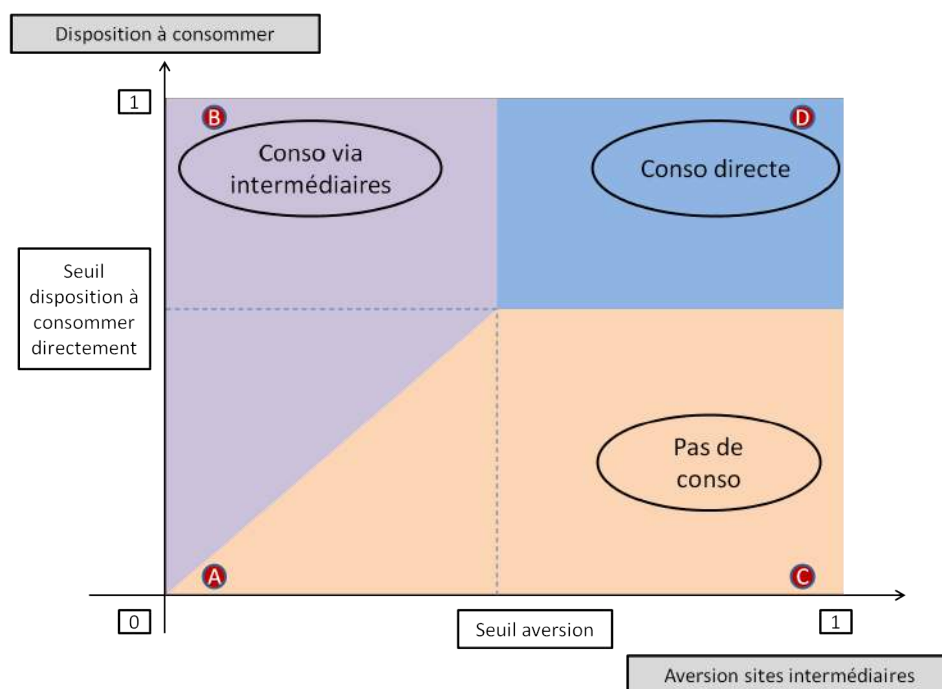 Disposition à consommer
1
B
D
Conso via
intermédiaires
Conso directe
Seuil
disposition à
consommer
directement
Pas de
conso
A
C
0
Seuil aversion
1
Aversion sites intermédiaires